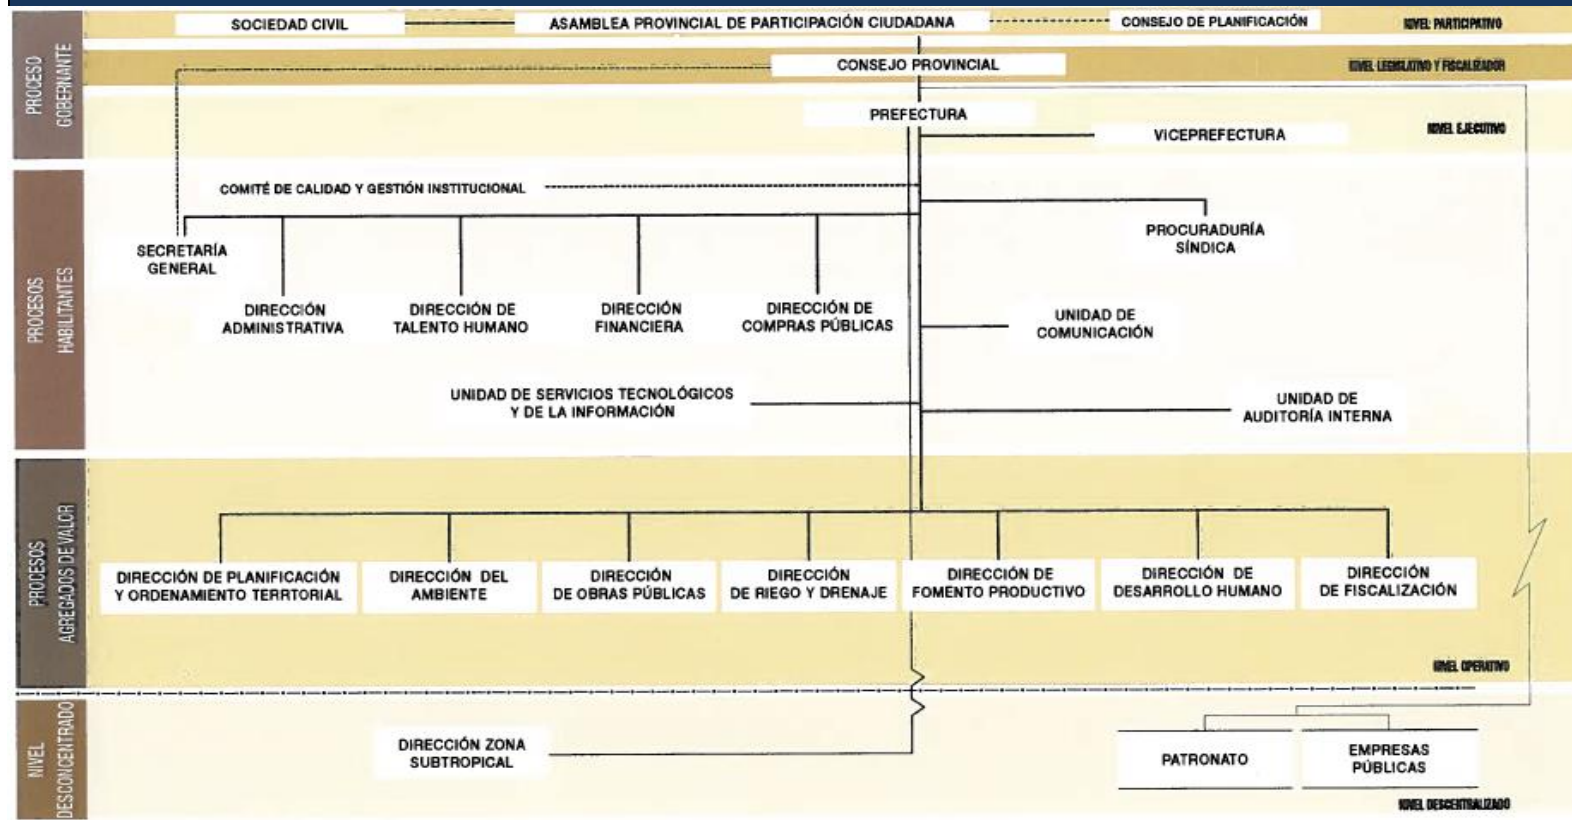 SOCIEDAD CIVIL
ASAMBLEA PROVINCIAL DE PARTICIPACIÓN CIUDADANA
CONSEJO DE PLANIFICACIÓN
NIVEL PARTICIPATIVO
PROCESO
GOBERNANTE
CONSEJO PROVINCIAL
NIVEL LEGISLATIVO Y FISCALIZADOR
PREFECTURA
VICEPREFECTURA
NIVEL EJECUTIVO
PROCESOS
HABILITANTES
COMITÉ DE CALIDAD Y GESTIÓN INSTITUCIONAL
SECRETARÍA
GENERAL
PROCURADURÍA
SÍNDICA
DIRECCIÓN
ADMINISTRATIVA
DIRECCIÓN DE
TALENTO HUMANO
DIRECCIÓN
FINANCIERA
DIRECCIÓN DE
COMPRAS PÚBLICAS
UNIDAD DE
COMUNICACIÓN
UNIDAD DE SERVICIOS TECNOLÓGICOS
Y DE LA INFORMACIÓN
UNIDAD DE
AUDITORÍA INTERNA
PROCESOS
AGREGADOS DE VALOR
DIRECCIÓN DE PLANIFICACIÓN
Y ORDENAMIENTO TERRTORIAL
DIRECCIÓN DEL
AMBIENTE
DIRECCIÓN
DE OBRAS PÚBLICAS
DIRECCIÓN
DE RIEGO Y DRENAJE
DIRECCIÓN DE
FOMENTO PRODUCTIVO
DIRECCIÓN DE
DESARROLLO HUMANO
DIRECCIÓN
DE FISCALIZACIÓN
NIVEL OPERATIVO
NIVEL
DESCONCENTRADO
DIRECCIÓN ZONA
SUBTROPICAL
PATRONATO
EMPRESAS
PÚBLICAS
NIVEL DESCENTRALIZADO